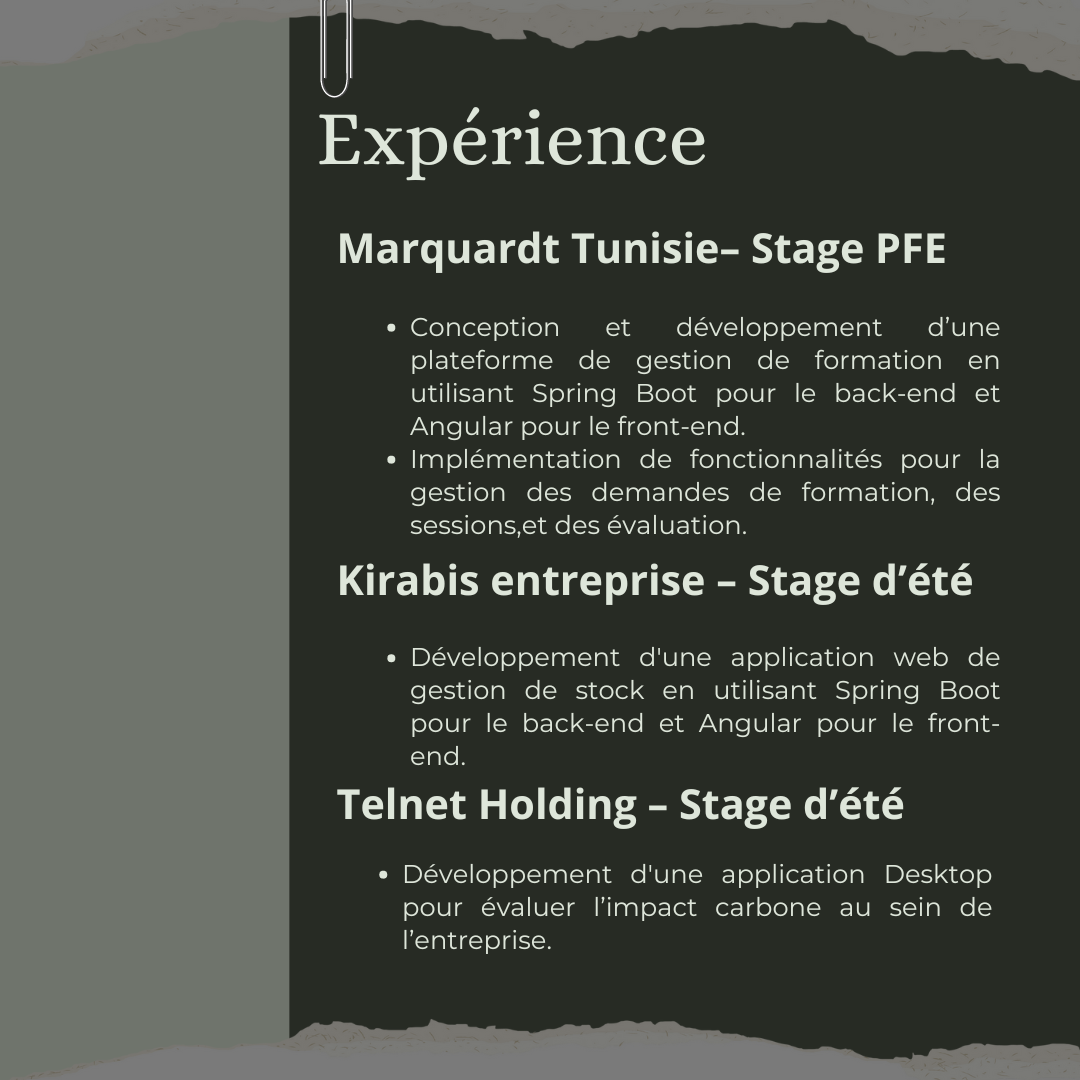 Expérience
Marquardt Tunisie– Stage PFE
• Conception et développement d’une
plateforme de gestion de formation en
utilisant Spring Boot pour le back-end et
Angular pour le front-end.
• Implémentation de fonctionnalités pour la
gestion des demandes de formation, des
sessions,et des évaluation.
Kirabis entreprise – Stage d’été
• Développement d'une application web de
gestion de stock en utilisant Spring Boot
pour le back-end et Angular pour le front-
end.
Telnet Holding – Stage d’été
• Développement d'une application Desktop
pour évaluer l’impact carbone au sein de
l’entreprise.